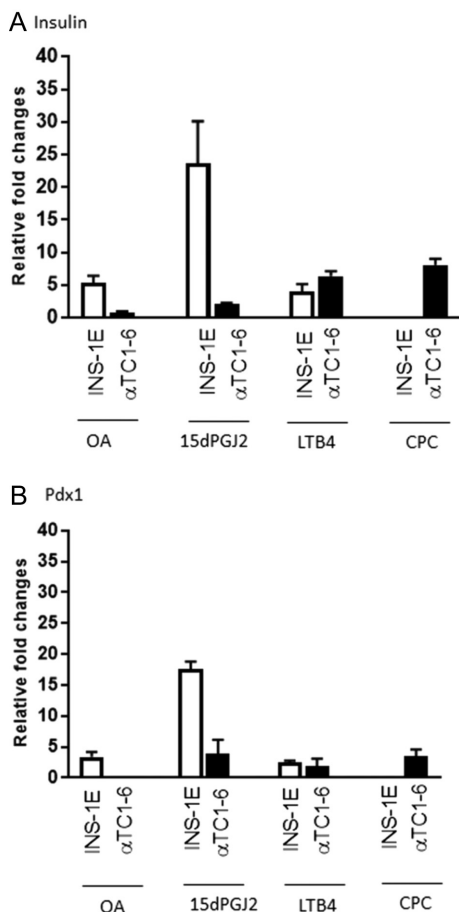 A Insulin
Relative fold changes
40
35
30
25
20
15
10
5
0
INS-1E αTC1-6 INS-1E αTC1-6 INS-1E αTC1-6 INS-1E αTC1-6
OA 15dPGJ2 LTB4 CPC
B Pdx1
Relative fold changes
40
35
30
25
20
15
10
5
0
INS-1E αTC1-6 INS-1E αTC1-6 INS-1E αTC1-6 INS-1E αTC1-6
OA 15dPGJ2 LTB4 CPC